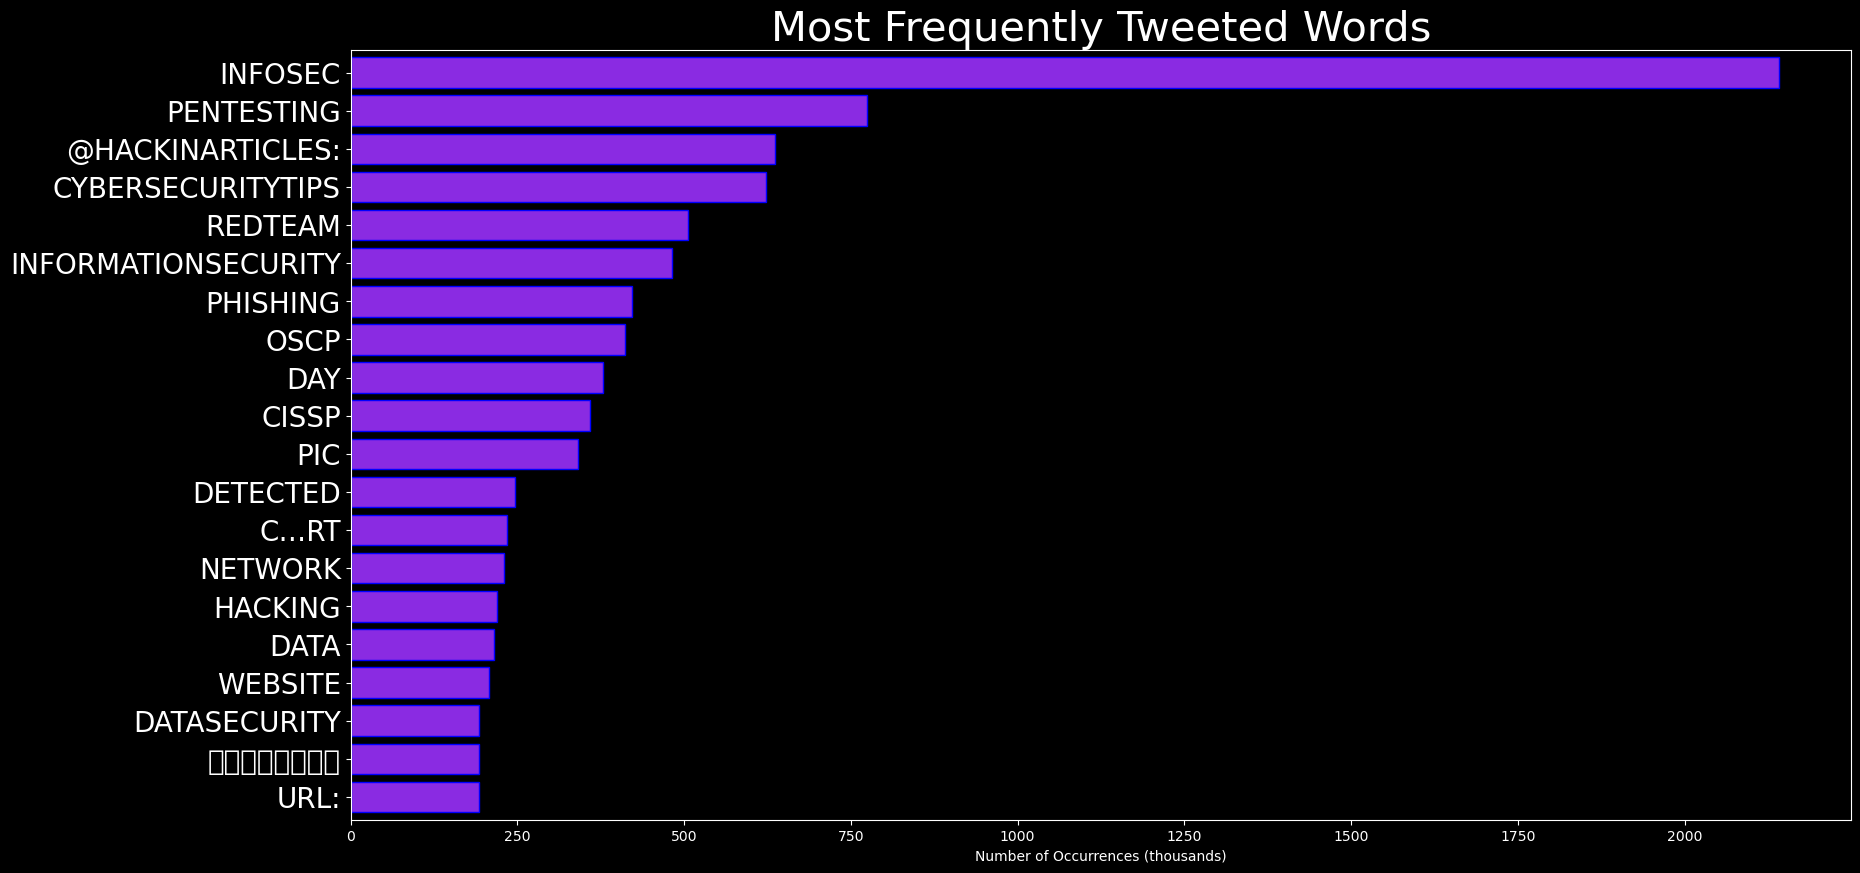 Most Frequently Tweeted Words
INFOSEC
PENTESTING
@HACKINARTICLES:
CYBERSECURITYTIPS
REDTEAM
INFORMATIONSECURITY
PHISHING
OSCP
DAY
CISSP
PIC
DETECTED
C…RT
NETWORK
HACKING
DATA
WEBSITE
DATASECURITY
URL:
0 250 500 750 1000 1250 1500 1750 2000
Number of Occurrences (thousands)